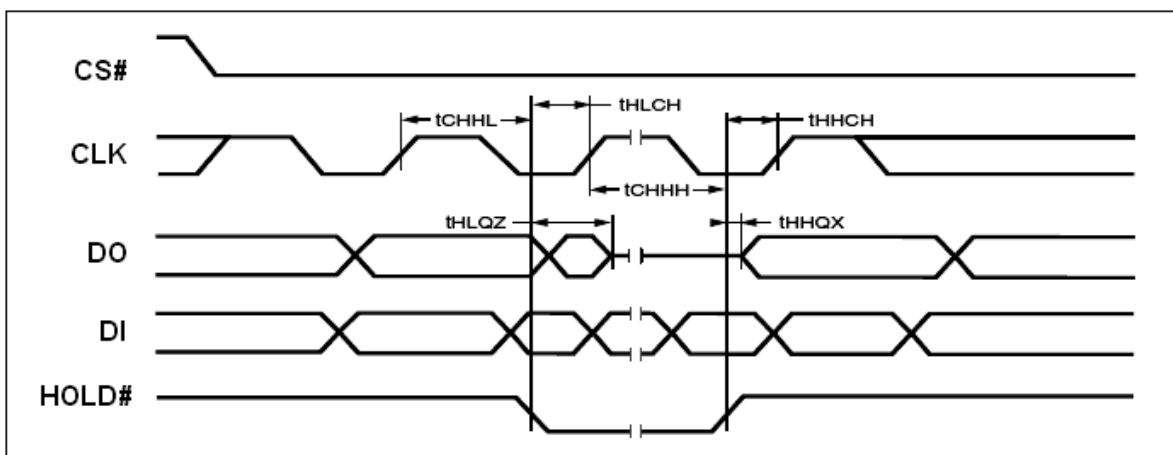 CS#
tHLCH
tCHHL
tHHCH
CLK
tCHHH
tHLQZ
tHHQX
DO
DI
HOLD#